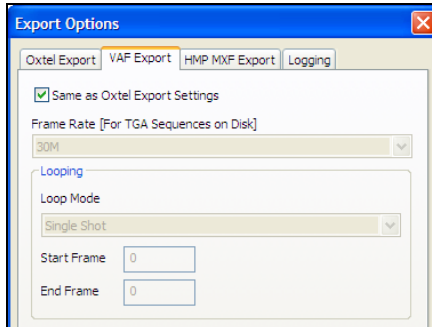 Export Options
Oxtel Export VAF Export HMP MXF Export Logging
Same as Oxtel Export Settings
Frame Rate [For TGA Sequences on Disk]
30M
Looping
Loop Mode
Single Shot
Start Frame 0
End Frame 0